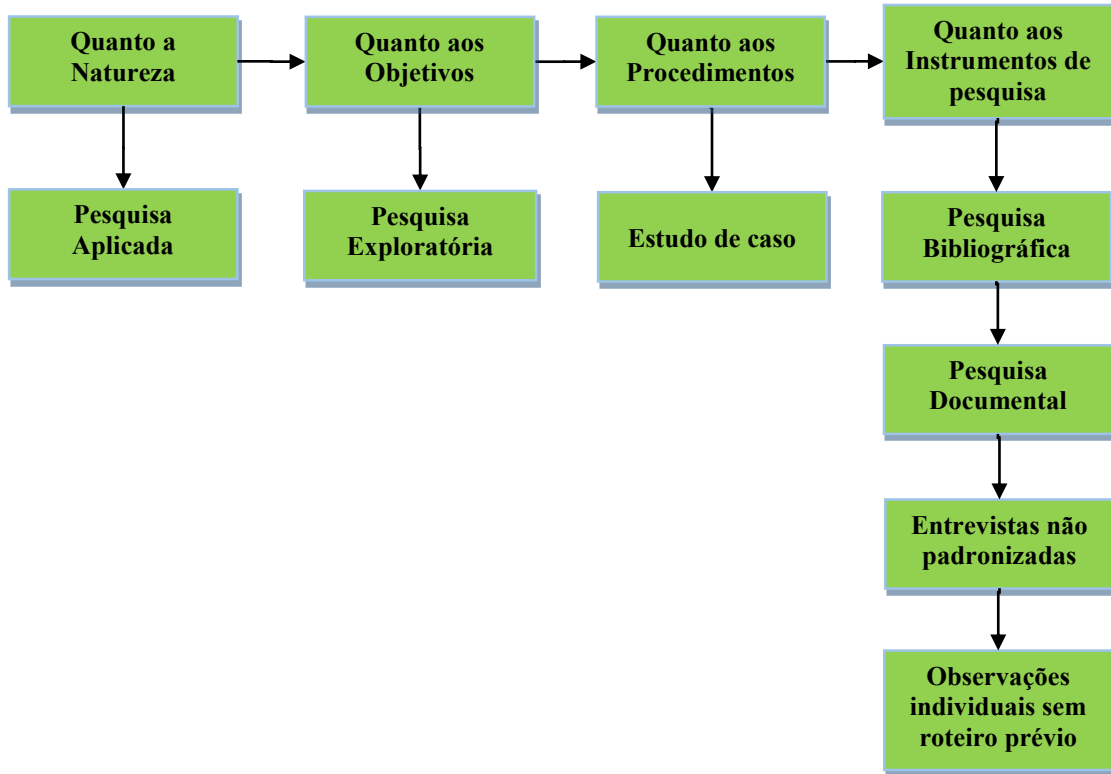 Quanto a
Natureza
Quanto aos
Objetivos
Quanto aos
Procedimentos
Quanto aos
Instrumentos de
pesquisa
Pesquisa
Aplicada
Pesquisa
Exploratória
Estudo de caso
Pesquisa
Bibliográfica
Pesquisa
Documental
Entrevistas não
padronizadas
Observações
individuais sem
roteiro prévio